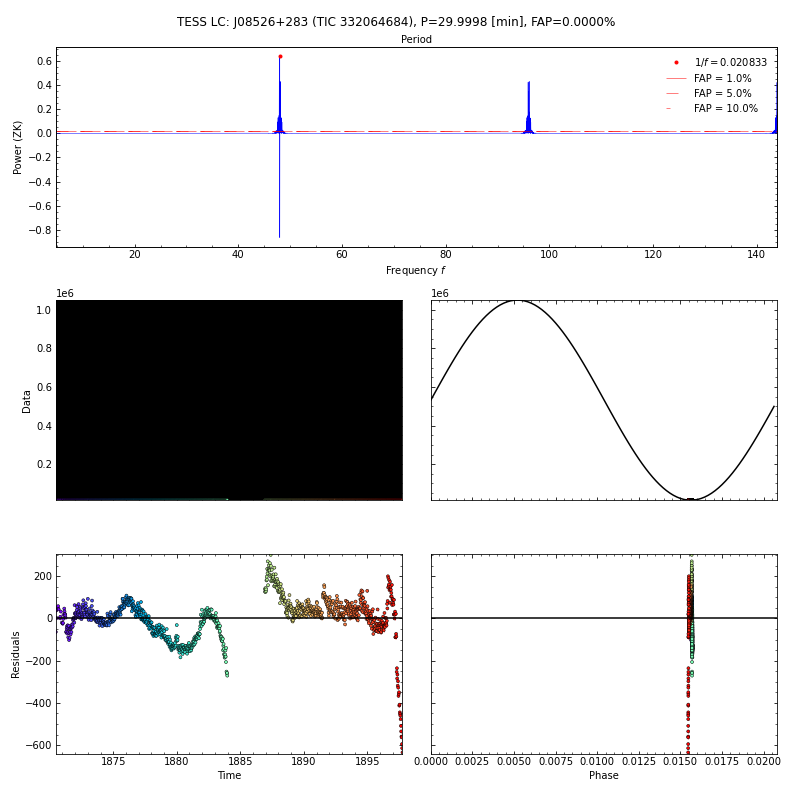 TESS LC: J08526+283 (TIC 332064684), P=29.9998 [min], FAP=0.0000%
Period
1/f = 0.020833
FAP = 1.0%
FAP = 5.0%
FAP = 10.0%
0.6
0.4
0.2
0.0
−0.2
−0.4
−0.6
−0.8
Power (ZK)
20 40 60 80 100 120 140
Frequency f
1e6
1.0
0.8
0.6
0.4
0.2
Data
1e6
200
0
−200
−400
−600
Residuals
1875 1880 1885 1890 1895
Time
0.0000 0.0025 0.0050 0.0075 0.0100 0.0125 0.0150 0.0175 0.0200
Phase